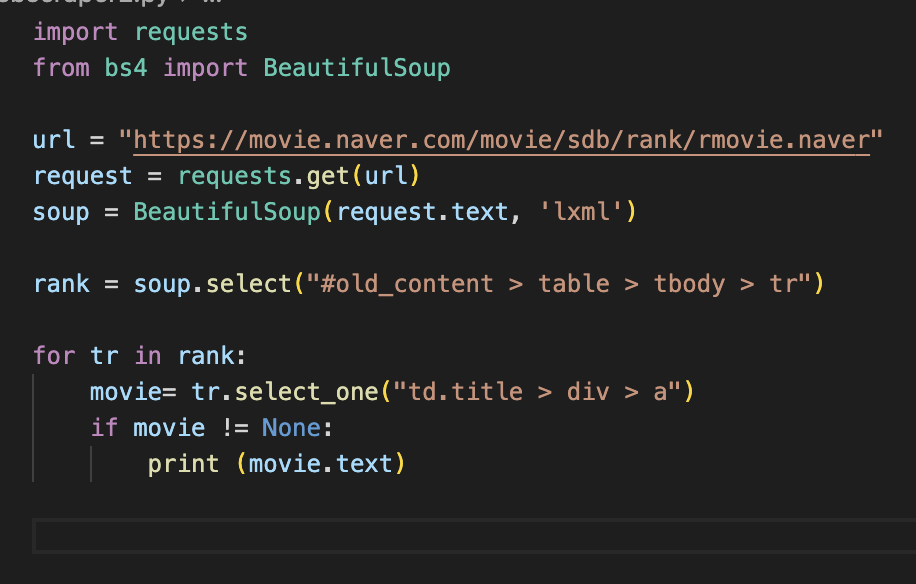 import requests
from bs4 import BeautifulSoup
url = "https://movie.naver.com/movie/sdb/rank/rmovie.naver"
request = requests.get(url)
soup = BeautifulSoup(request.text, 'lxml')
rank = soup.select("#old_content > table > tbody > tr")
for tr in rank:
    movie= tr.select_one("td.title > div > a")
    if movie != None:
        print (movie.text)